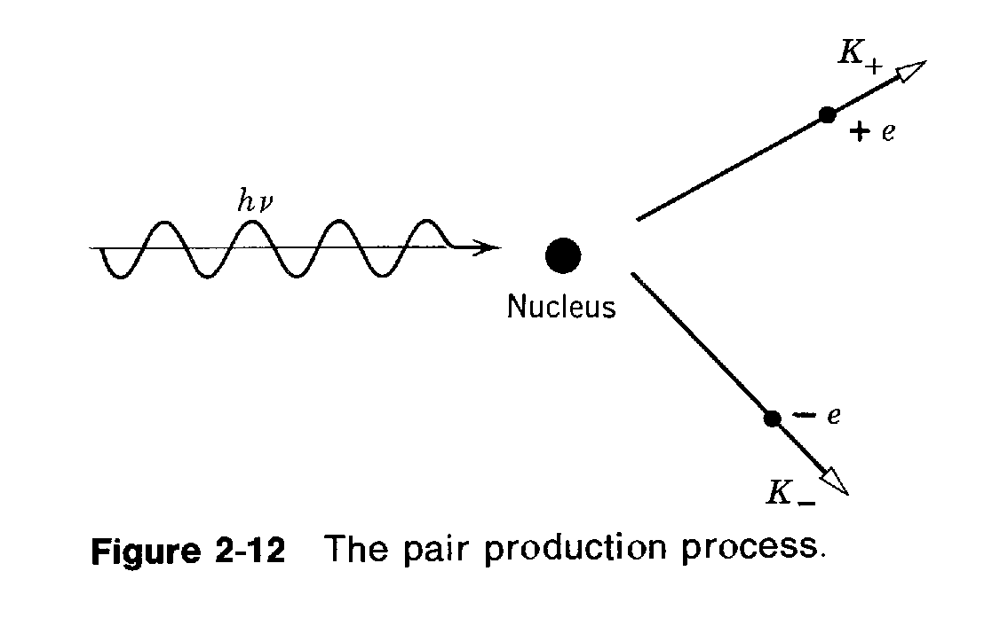 K₊
+ e
hν
Nucleus
− e
K₋
Figure 2-12 The pair production process.